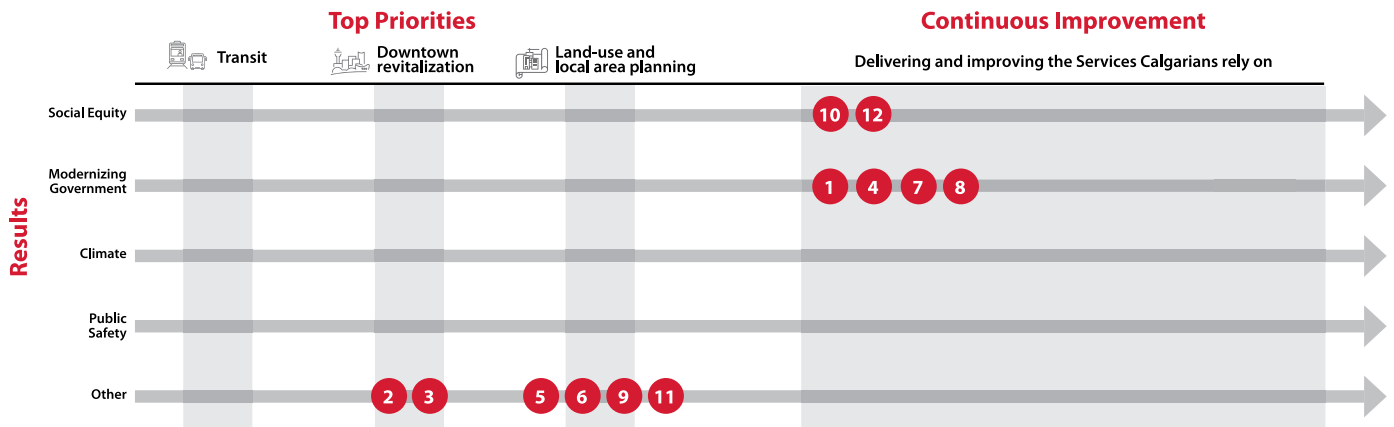 Top Priorities
Continuous Improvement
Transit
Downtown
revitalization
Land-use and
local area planning
Delivering and improving the Services Calgarians rely on
Results
Social Equity
10 12
Modernizing
Government
1 4 7 8
Climate
Public
Safety
Other
2 3 5 6 9 11